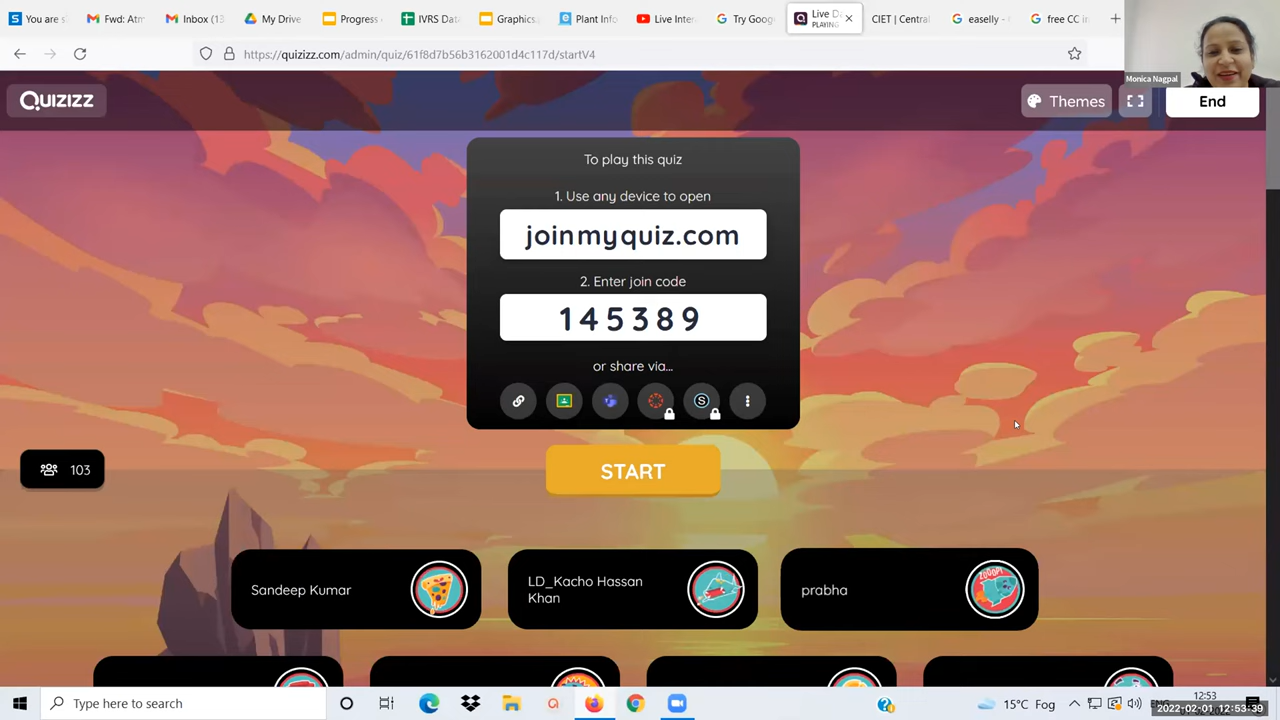 You are s
Fwd: Atm
Inbox (13
My Drive
Progress
IVRS Data
Graphics.
Plant Info
Live Inter
Try Goog
Live D
PLAYING
CIET | Central
easelly -
free CC in
https://quizizz.com/admin/quiz/61f8d7b56b3162001d4c117d/startV4
Monica Nagpal
Quizizz
Themes
End
To play this quiz
1. Use any device to open
joinmyquiz.com
2. Enter join code
145389
or share via...
103
START
Sandeep Kumar
LD_Kacho Hassan
Khan
prabha
ZOOOP!
Type here to search
15°C Fog
ENG
12:53
2022-02-01 12:53:39